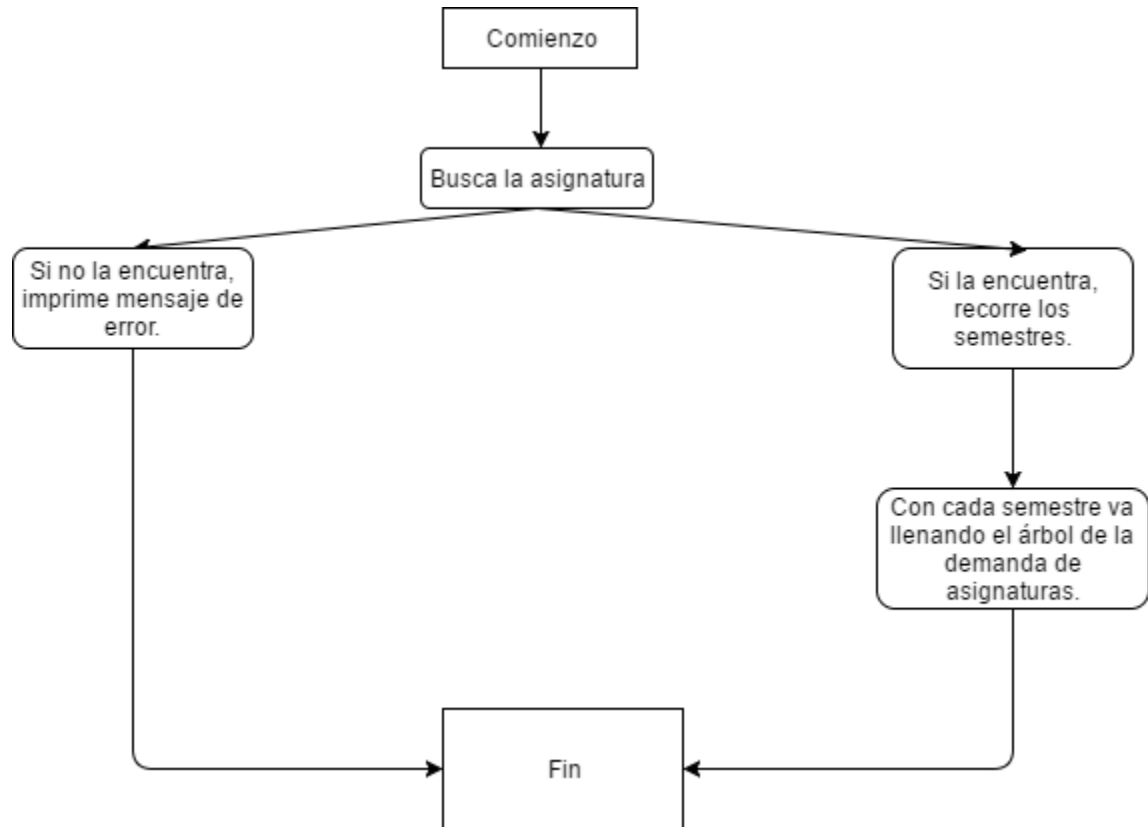 Comienzo
Busca la asignatura
Si no la encuentra,
imprime mensaje de
error.
Si la encuentra,
recorre los
semestres.
Con cada semestre va
llenando el árbol de la
demanda de
asignaturas.
Fin